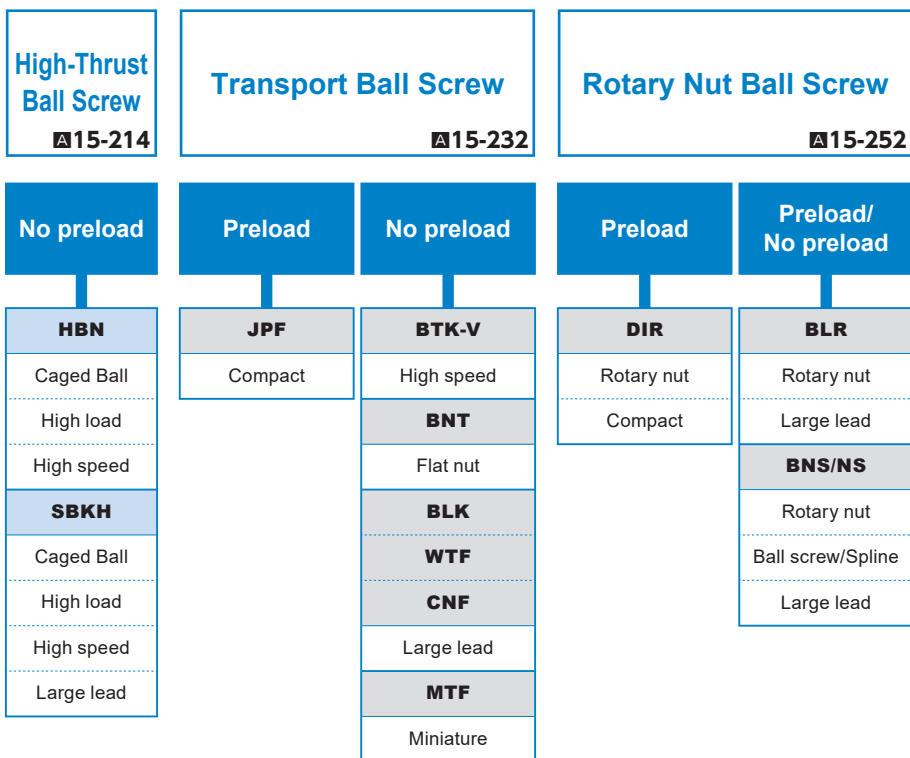 High-Thrust
Ball Screw
A15-214
Transport Ball Screw
A15-232
Rotary Nut Ball Screw
A15-252
No preload
HBN
Caged Ball
High load
High speed
SBKH
Caged Ball
High load
High speed
Large lead
Preload
JPF
Compact
No preload
BTK-V
High speed
BNT
Flat nut
BLK
WTF
CNF
Large lead
MTF
Miniature
Preload
DIR
Rotary nut
Compact
Preload/
No preload
BLR
Rotary nut
Large lead
BNS/NS
Rotary nut
Ball screw/Spline
Large lead